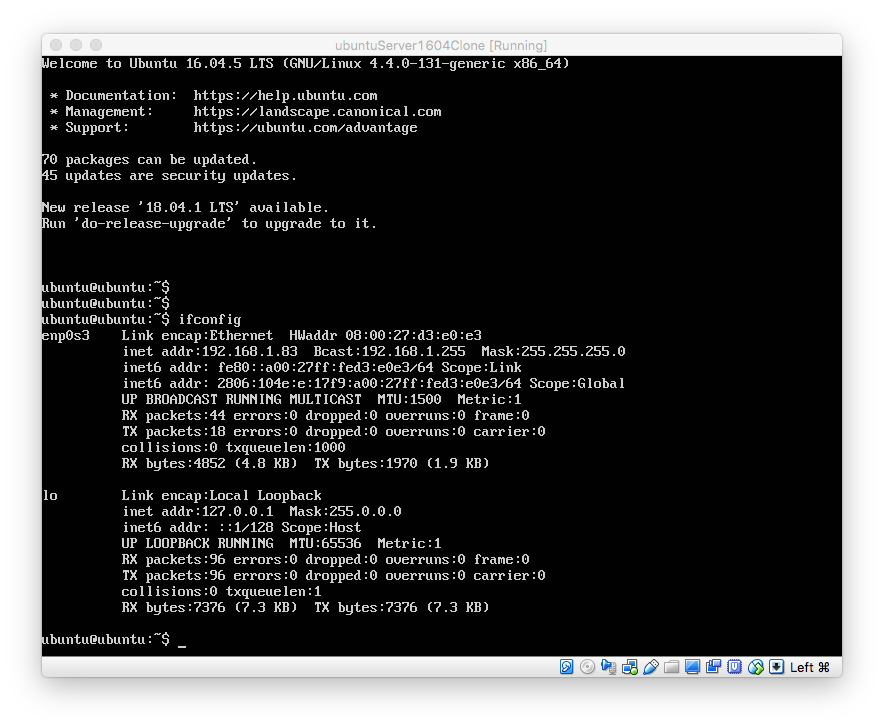 ubuntuServer1604Clone [Running]
Welcome to Ubuntu 16.04.5 LTS (GNU/Linux 4.4.0-131-generic x86_64)
* Documentation:  https://help.ubuntu.com
* Management:     https://landscape.canonical.com
* Support:        https://ubuntu.com/advantage
70 packages can be updated.
45 updates are security updates.
New release '18.04.1 LTS' available.
Run 'do-release-upgrade' to upgrade to it.
ubuntu@ubuntu:~$
ubuntu@ubuntu:~$
ubuntu@ubuntu:~$ ifconfig
enp0s3    Link encap:Ethernet  HWaddr 08:00:27:d3:e0:e3
inet addr:192.168.1.83  Bcast:192.168.1.255  Mask:255.255.255.0
inet6 addr: fe80::a00:27ff:fed3:e0e3/64 Scope:Link
inet6 addr: 2806:104e:e:17f9:a00:27ff:fed3:e0e3/64 Scope:Global
UP BROADCAST RUNNING MULTICAST  MTU:1500  Metric:1
RX packets:44 errors:0 dropped:0 overruns:0 frame:0
TX packets:18 errors:0 dropped:0 overruns:0 carrier:0
collisions:0 txqueuelen:1000
RX bytes:4852 (4.8 KB)  TX bytes:1970 (1.9 KB)
lo        Link encap:Local Loopback
inet addr:127.0.0.1  Mask:255.0.0.0
inet6 addr: ::1/128 Scope:Host
UP LOOPBACK RUNNING  MTU:65536  Metric:1
RX packets:96 errors:0 dropped:0 overruns:0 frame:0
TX packets:96 errors:0 dropped:0 overruns:0 carrier:0
collisions:0 txqueuelen:1
RX bytes:7376 (7.3 KB)  TX bytes:7376 (7.3 KB)
ubuntu@ubuntu:~$ _
Left ⌘